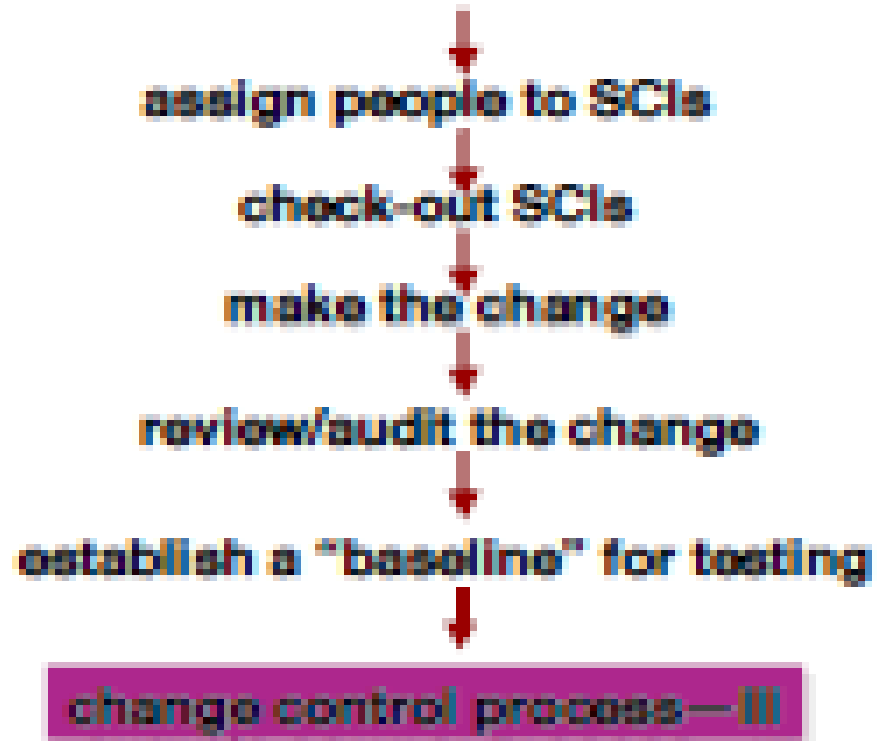 assign people to SCIs
check-out SCIs
make the change
review/audit the change
establish a “baseline” for testing
change control process—III